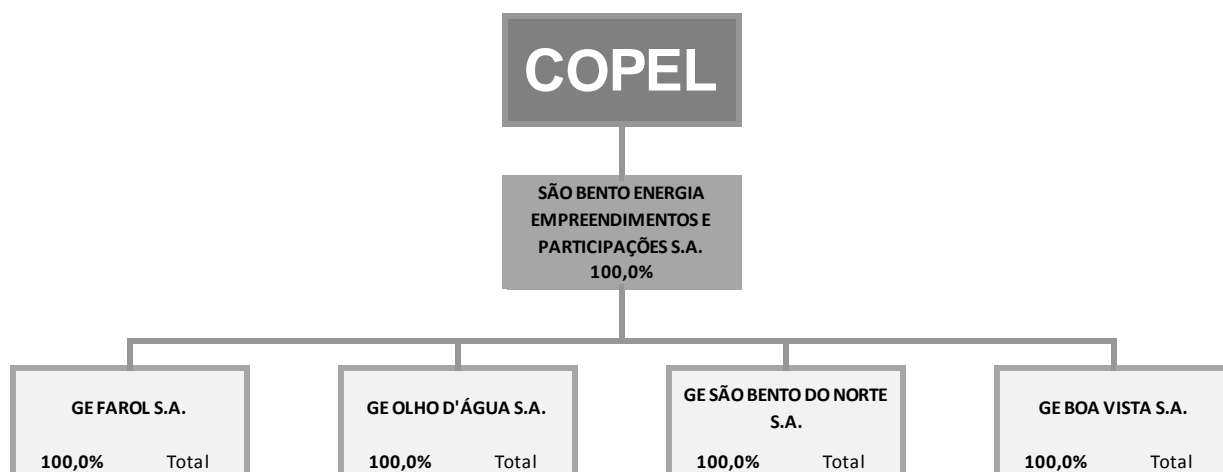 COPEL
SÃO BENTO ENERGIA
EMPREENDIMENTOS E
PARTICIPAÇÕES S.A.
100,0%
GE FAROL S.A.
100,0% Total
GE OLHO D'ÁGUA S.A.
100,0% Total
GE SÃO BENTO DO NORTE
S.A.
100,0% Total
GE BOA VISTA S.A.
100,0% Total